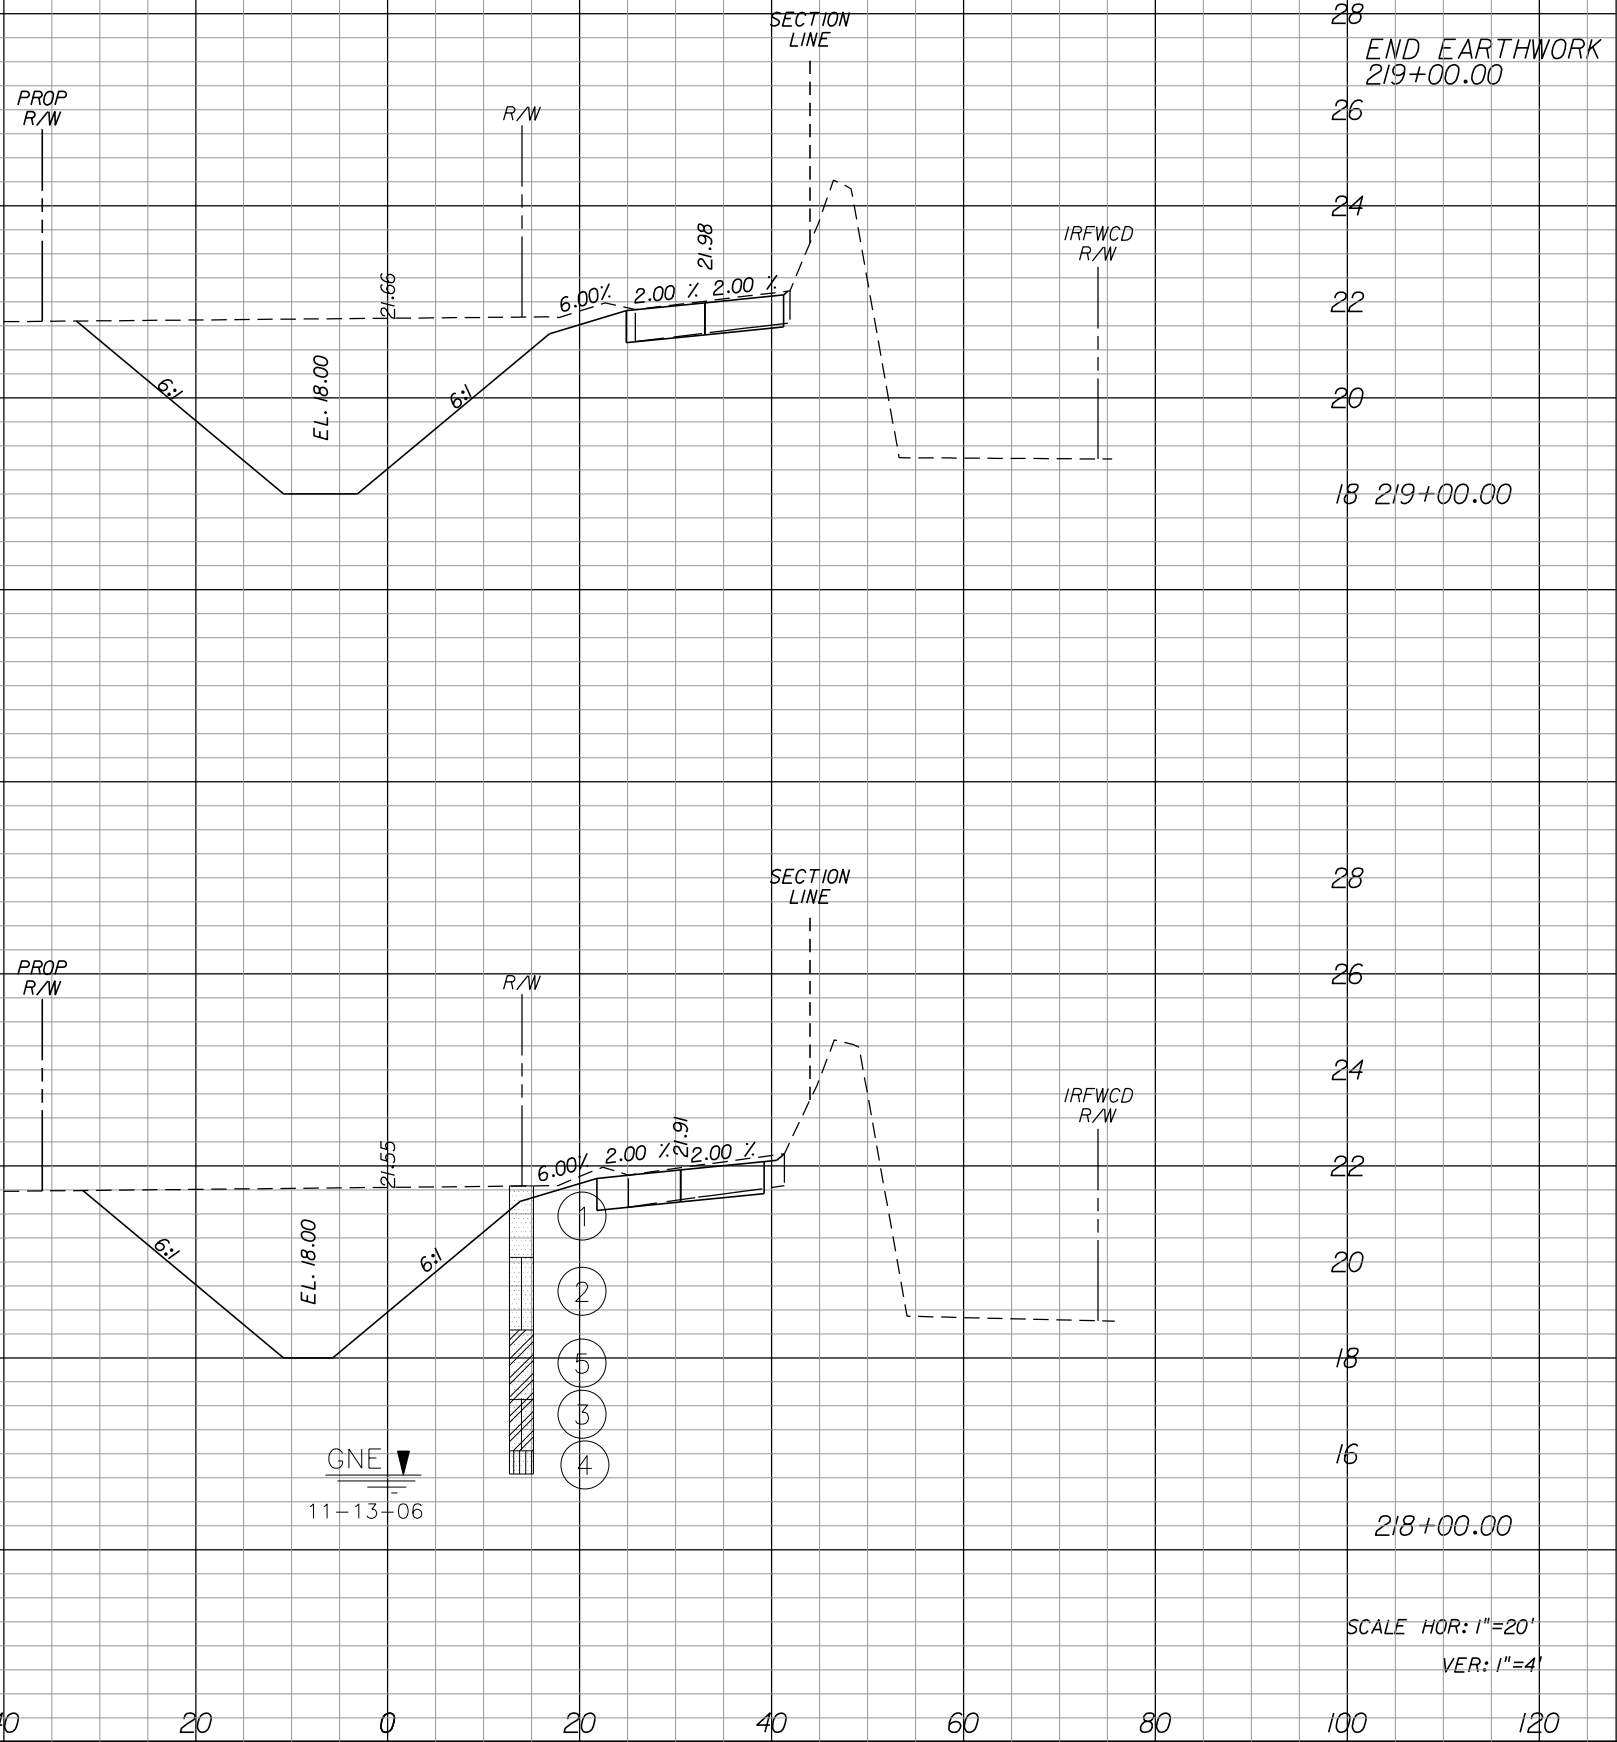 SECTION
LINE
28
END EARTHWORK
219+00.00
PROP
R/W
R/W
26
24
IRFWCD
R/W
21.98
21.66
6.00%
2.00 %
2.00 %
22
6:1
EL. 18.00
6:1
20
18 219+00.00
SECTION
LINE
28
PROP
R/W
R/W
26
24
IRFWCD
R/W
21.91
21.55
6.00%
2.00 %
2.00 %
22
6:1
EL. 18.00
6:1
1
20
2
18
5
3
16
GNE
4
11-13-06
218+00.00
SCALE HOR: 1"=20'
VER: 1"=4'
20
0
20
40
60
80
100
120